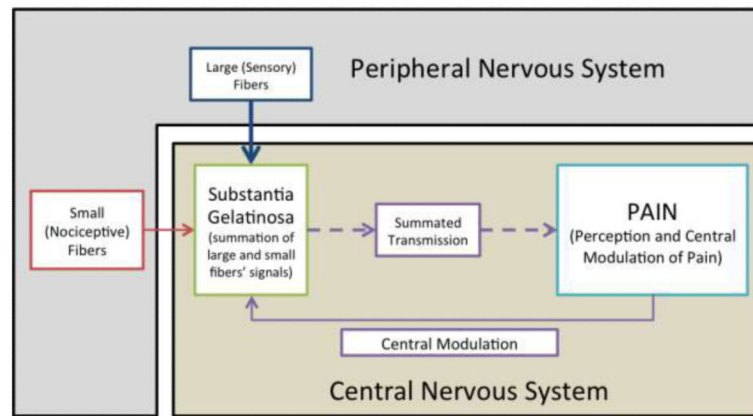 Large (Sensory)
Fibers
Peripheral Nervous System
Small
(Nociceptive)
Fibers
Substantia
Gelatinosa
(summation of
large and small
fibers' signals)
Summated
Transmission
PAIN
(Perception and Central
Modulation of Pain)
Central Modulation
Central Nervous System